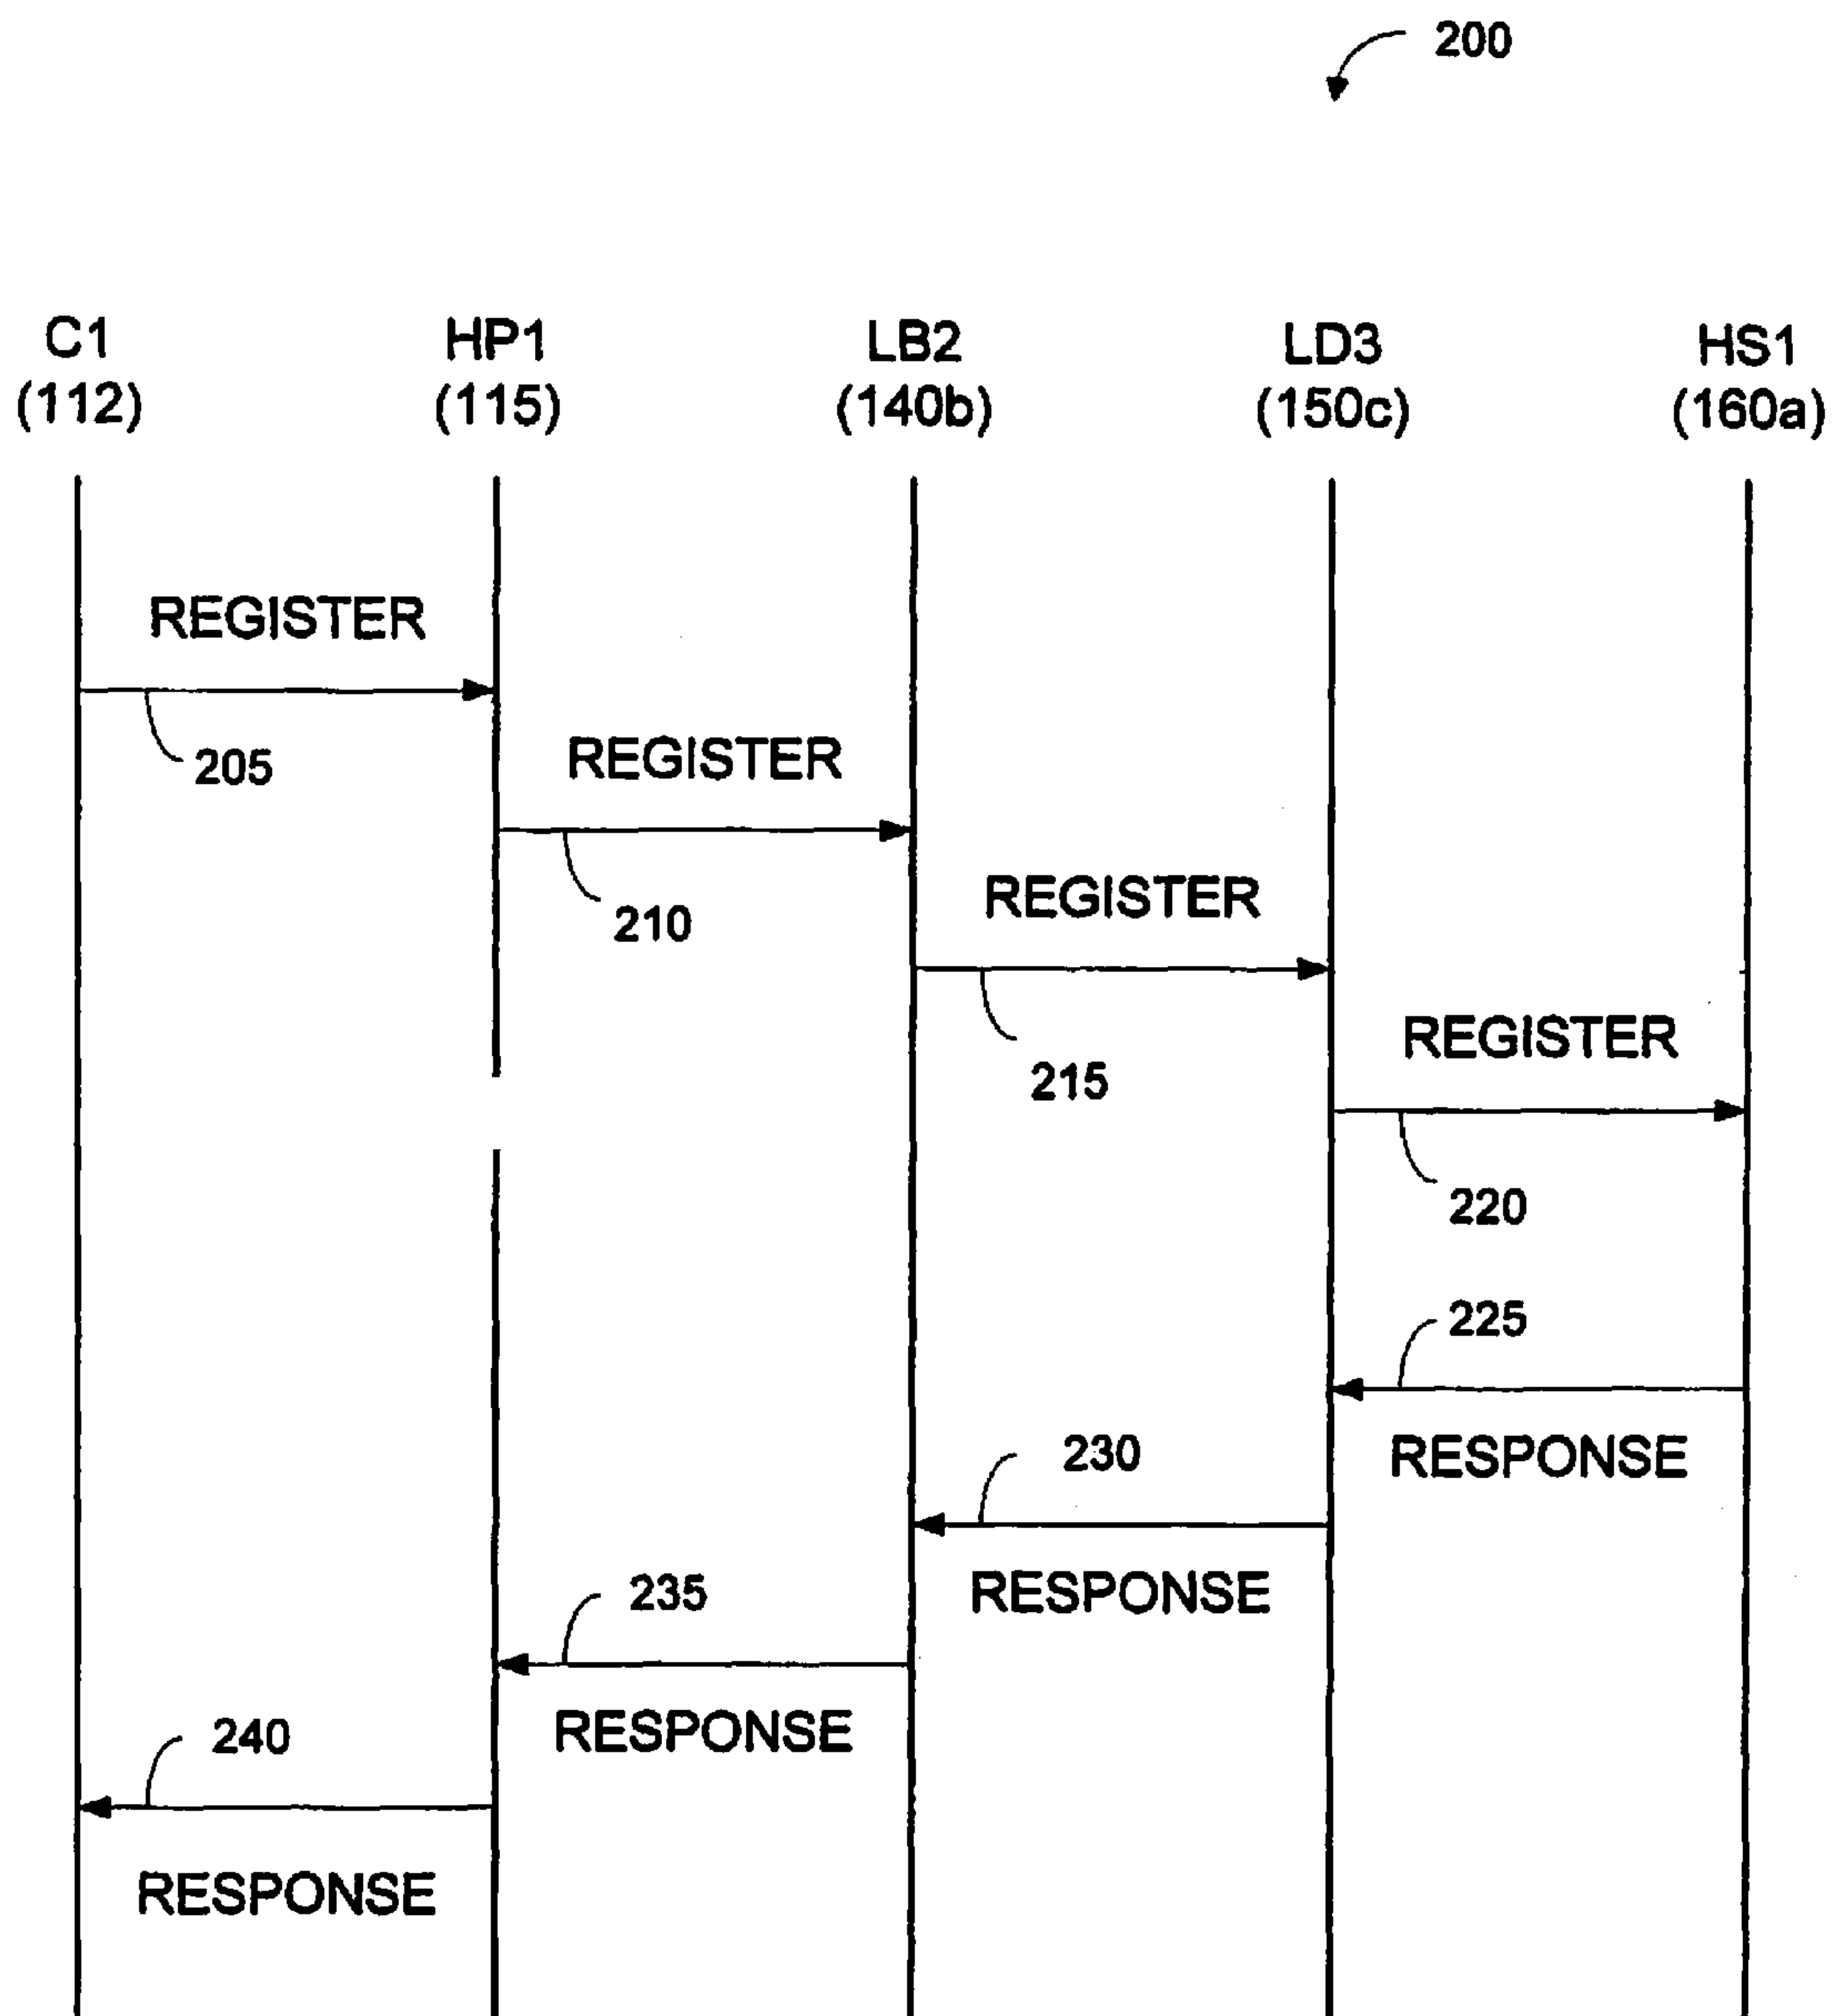 200
C1
(112)
HP1
(115)
LB2
(140b)
LD3
(150c)
HS1
(160a)
REGISTER
205
REGISTER
210
REGISTER
215
REGISTER
220
225
RESPONSE
230
RESPONSE
235
RESPONSE
240
RESPONSE